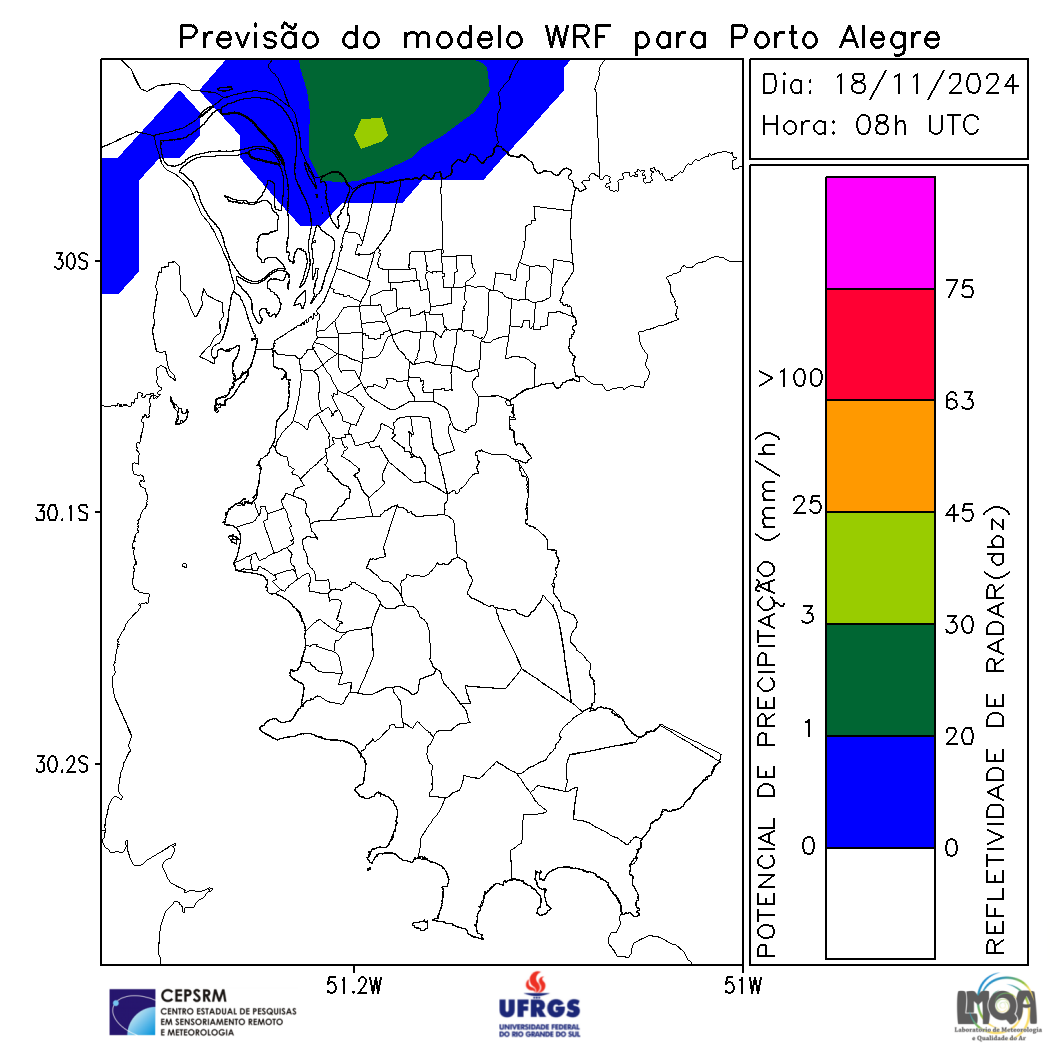 Previsão do modelo WRF para Porto Alegre
Dia: 18/11/2024
Hora: 08h UTC
30S
30.1S
30.2S
51.2W
51W
POTENCIAL DE PRECIPITAÇÃO (mm/h)
>100
25
3
1
0
75
63
45
30
20
0
REFLETIVIDADE DE RADAR(dbz)
CEPSRM
CENTRO ESTADUAL DE PESQUISAS
EM SENSORIAMENTO REMOTO
E METEOROLOGIA
UFRGS
UNIVERSIDADE FEDERAL
DO RIO GRANDE DO SUL
LMQA
Laboratório de Meteorologia
e Qualidade do Ar